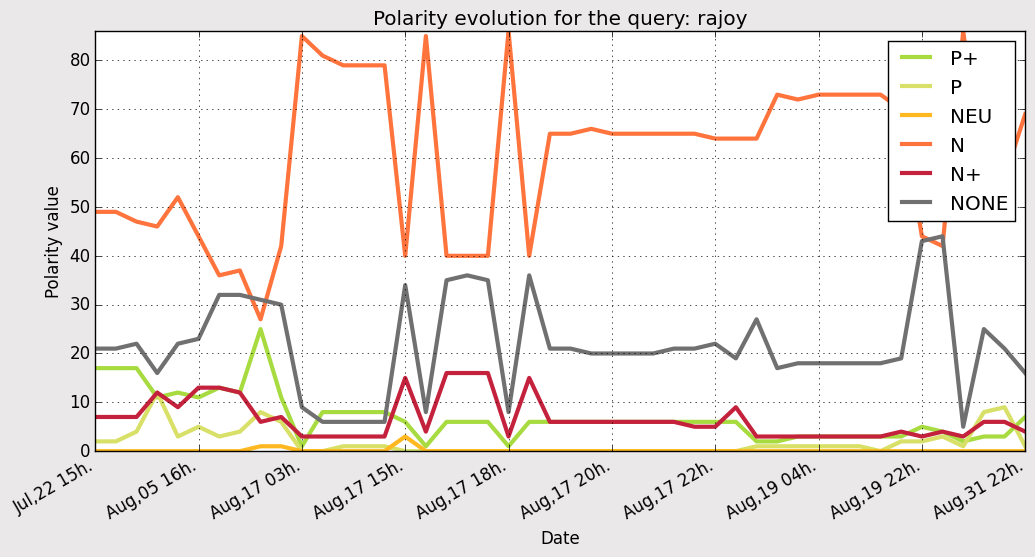 Polarity evolution for the query: rajoy
80
70
60
50
40
30
20
10
0
Polarity value
P+
P
NEU
N
N+
NONE
Jul,22 15h.
Aug,05 16h.
Aug,17 03h.
Aug,17 15h.
Aug,17 18h.
Aug,17 20h.
Aug,17 22h.
Aug,19 04h.
Aug,19 22h.
Aug,31 22h.
Date